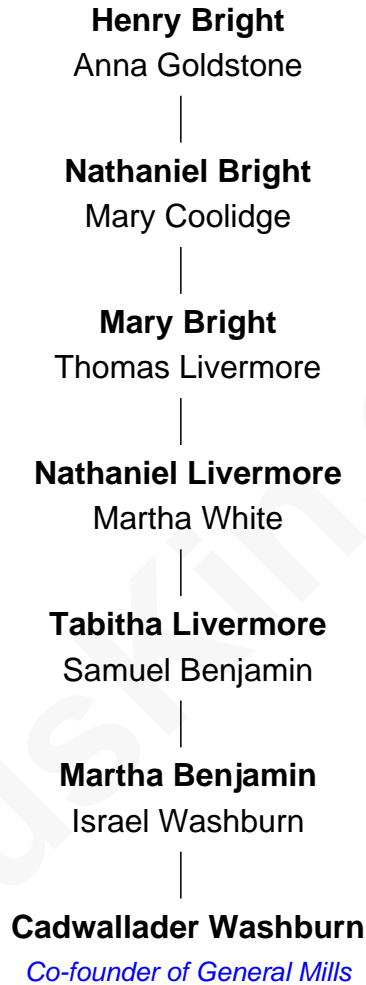 Henry Bright
Anna Goldstone
Nathaniel Bright
Mary Coolidge
Mary Bright
Thomas Livermore
Nathaniel Livermore
Martha White
Tabitha Livermore
Samuel Benjamin
Martha Benjamin
Israel Washburn
Cadwallader Washburn
Co-founder of General Mills